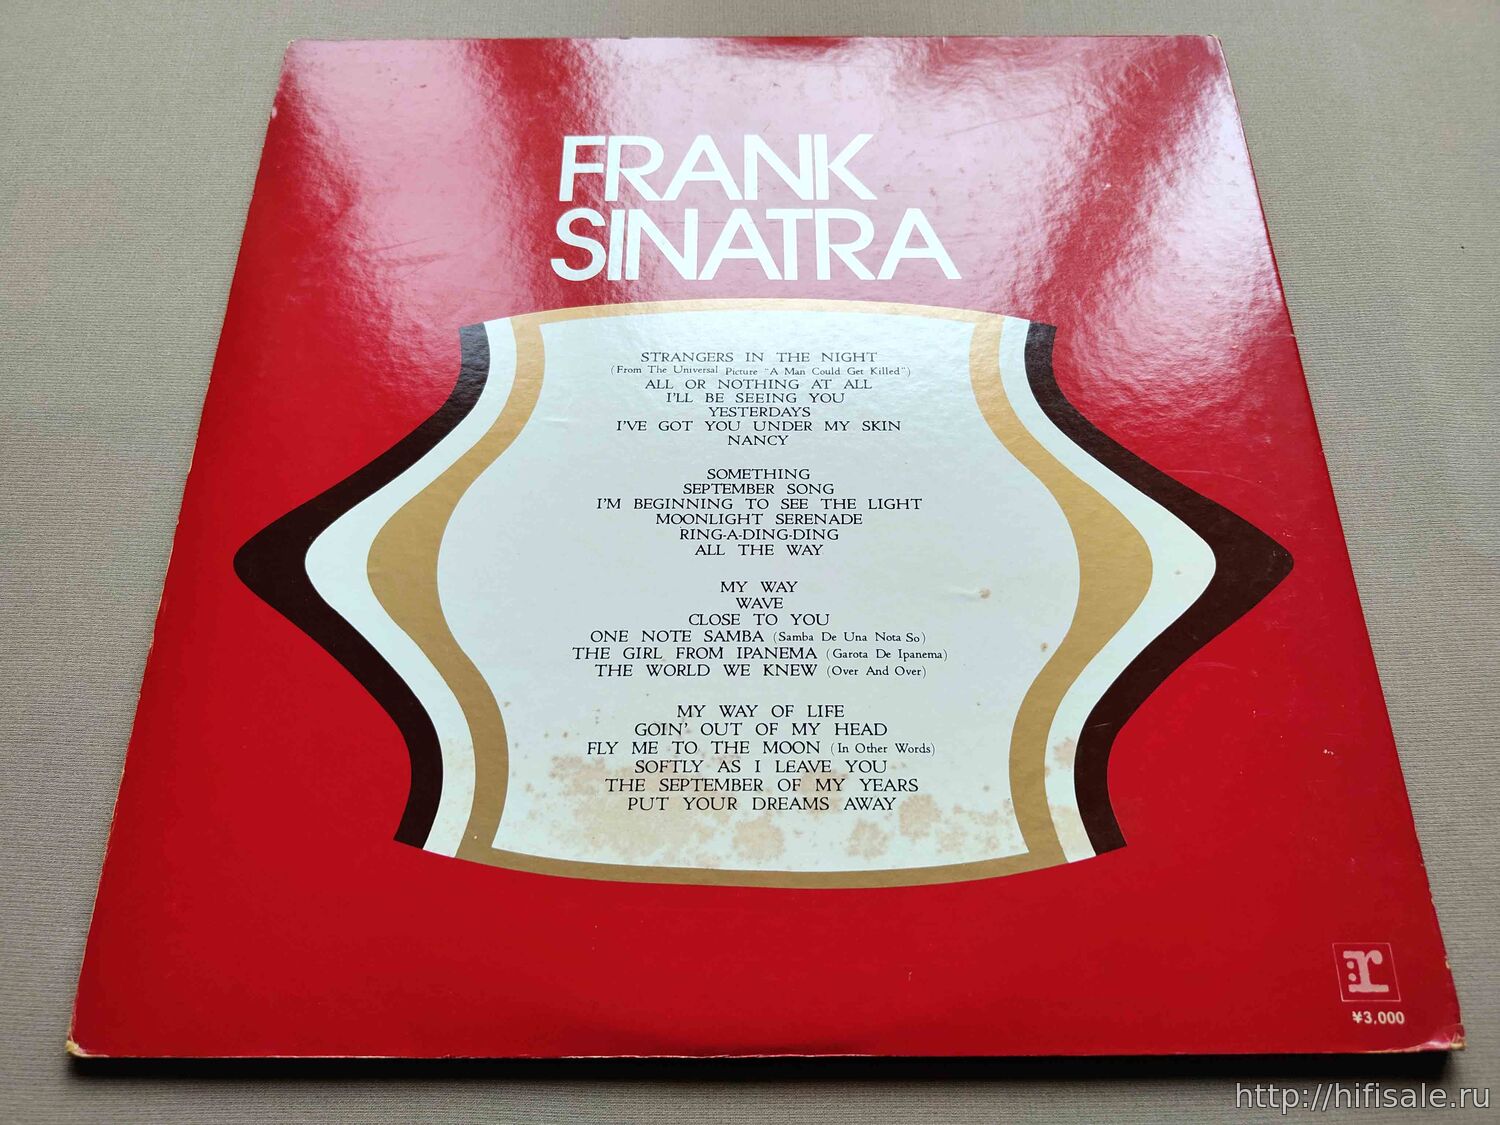 FRANK
SINATRA
STRANGERS IN THE NIGHT
(From The Universal Picture "A Man Could Get Killed")
ALL OR NOTHING AT ALL
I'LL BE SEEING YOU
YESTERDAYS
I'VE GOT YOU UNDER MY SKIN
NANCY
SOMETHING
SEPTEMBER SONG
I'M BEGINNING TO SEE THE LIGHT
MOONLIGHT SERENADE
RING-A-DING-DING
ALL THE WAY
MY WAY
WAVE
CLOSE TO YOU
ONE NOTE SAMBA (Samba De Una Nota So)
THE GIRL FROM IPANEMA (Garota De Ipanema)
THE WORLD WE KNEW (Over And Over)
MY WAY OF LIFE
GOIN' OUT OF MY HEAD
FLY ME TO THE MOON (In Other Words)
SOFTLY AS I LEAVE YOU
THE SEPTEMBER OF MY YEARS
PUT YOUR DREAMS AWAY
:r
¥3,000
http://hifisale.ru